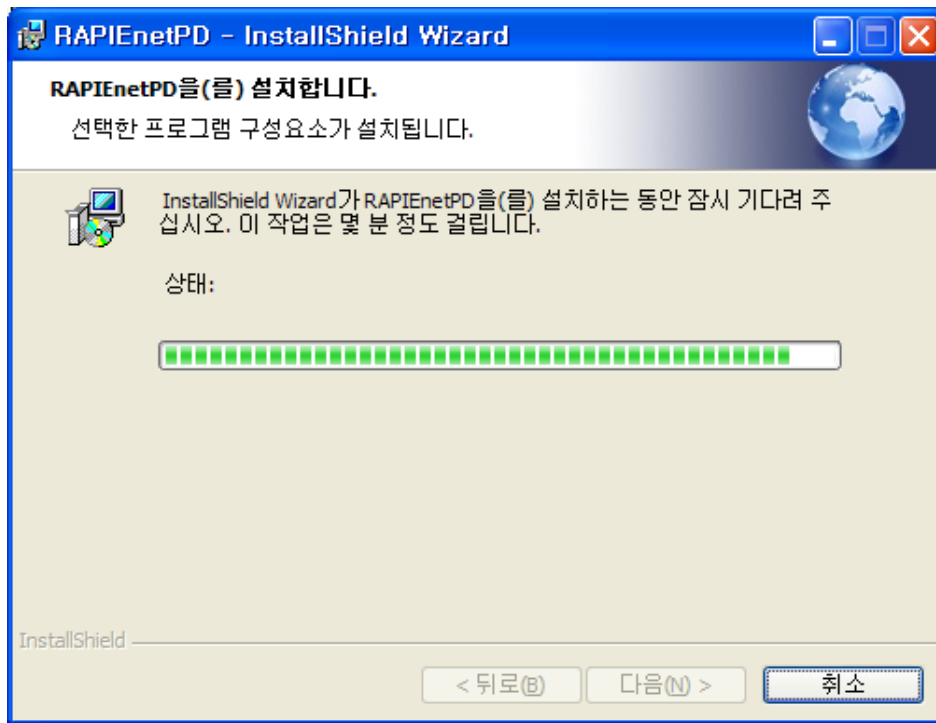 RAPIEnetPD - InstallShield Wizard
RAPIEnetPD을(를) 설치합니다.
선택한 프로그램 구성요소가 설치됩니다.
InstallShield Wizard가 RAPIEnetPD을(를) 설치하는 동안 잠시 기다려 주
십시오. 이 작업은 몇 분 정도 걸립니다.
상태:
InstallShield
< 뒤로(B)
다음(N) >
취소